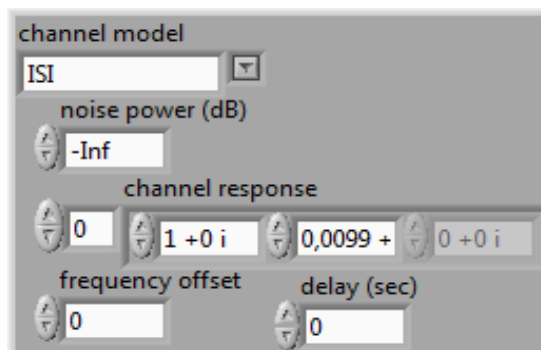 channel model
ISI
noise power (dB)
-Inf
channel response
0 1 +0 i 0,0099 + 0 +0 i
frequency offset delay (sec)
0 0